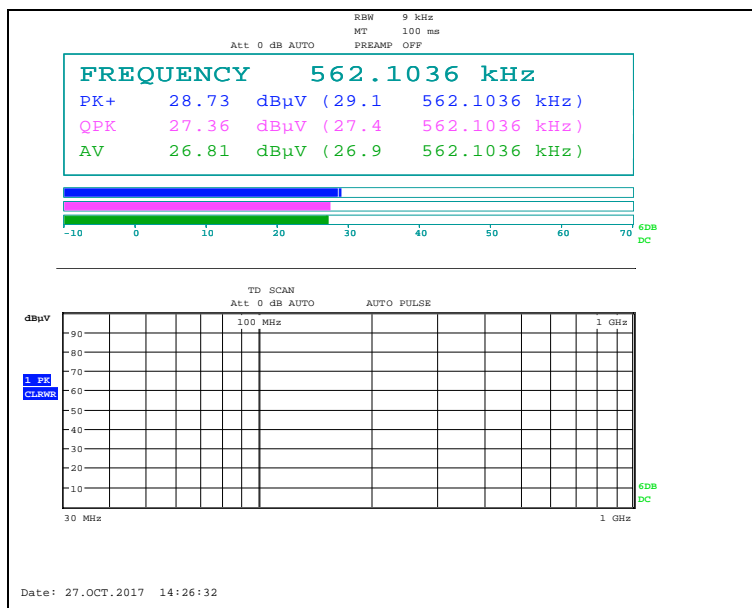 RBW 9 kHz
MT 100 ms
Att 0 dB AUTO PREAMP OFF
FREQUENCY 562.1036 kHz
PK+ 28.73 dBµV (29.1 562.1036 kHz)
QPK 27.36 dBµV (27.4 562.1036 kHz)
AV 26.81 dBµV (26.9 562.1036 kHz)
-10 0 10 20 30 40 50 60 70
6DB
DC
TD SCAN
Att 0 dB AUTO AUTO PULSE
dBµV
100 MHz 1 GHz
90
80
70
1 PK
CLRWR
60
50
40
30
20
10
6DB
DC
30 MHz 1 GHz
Date: 27.OCT.2017 14:26:32